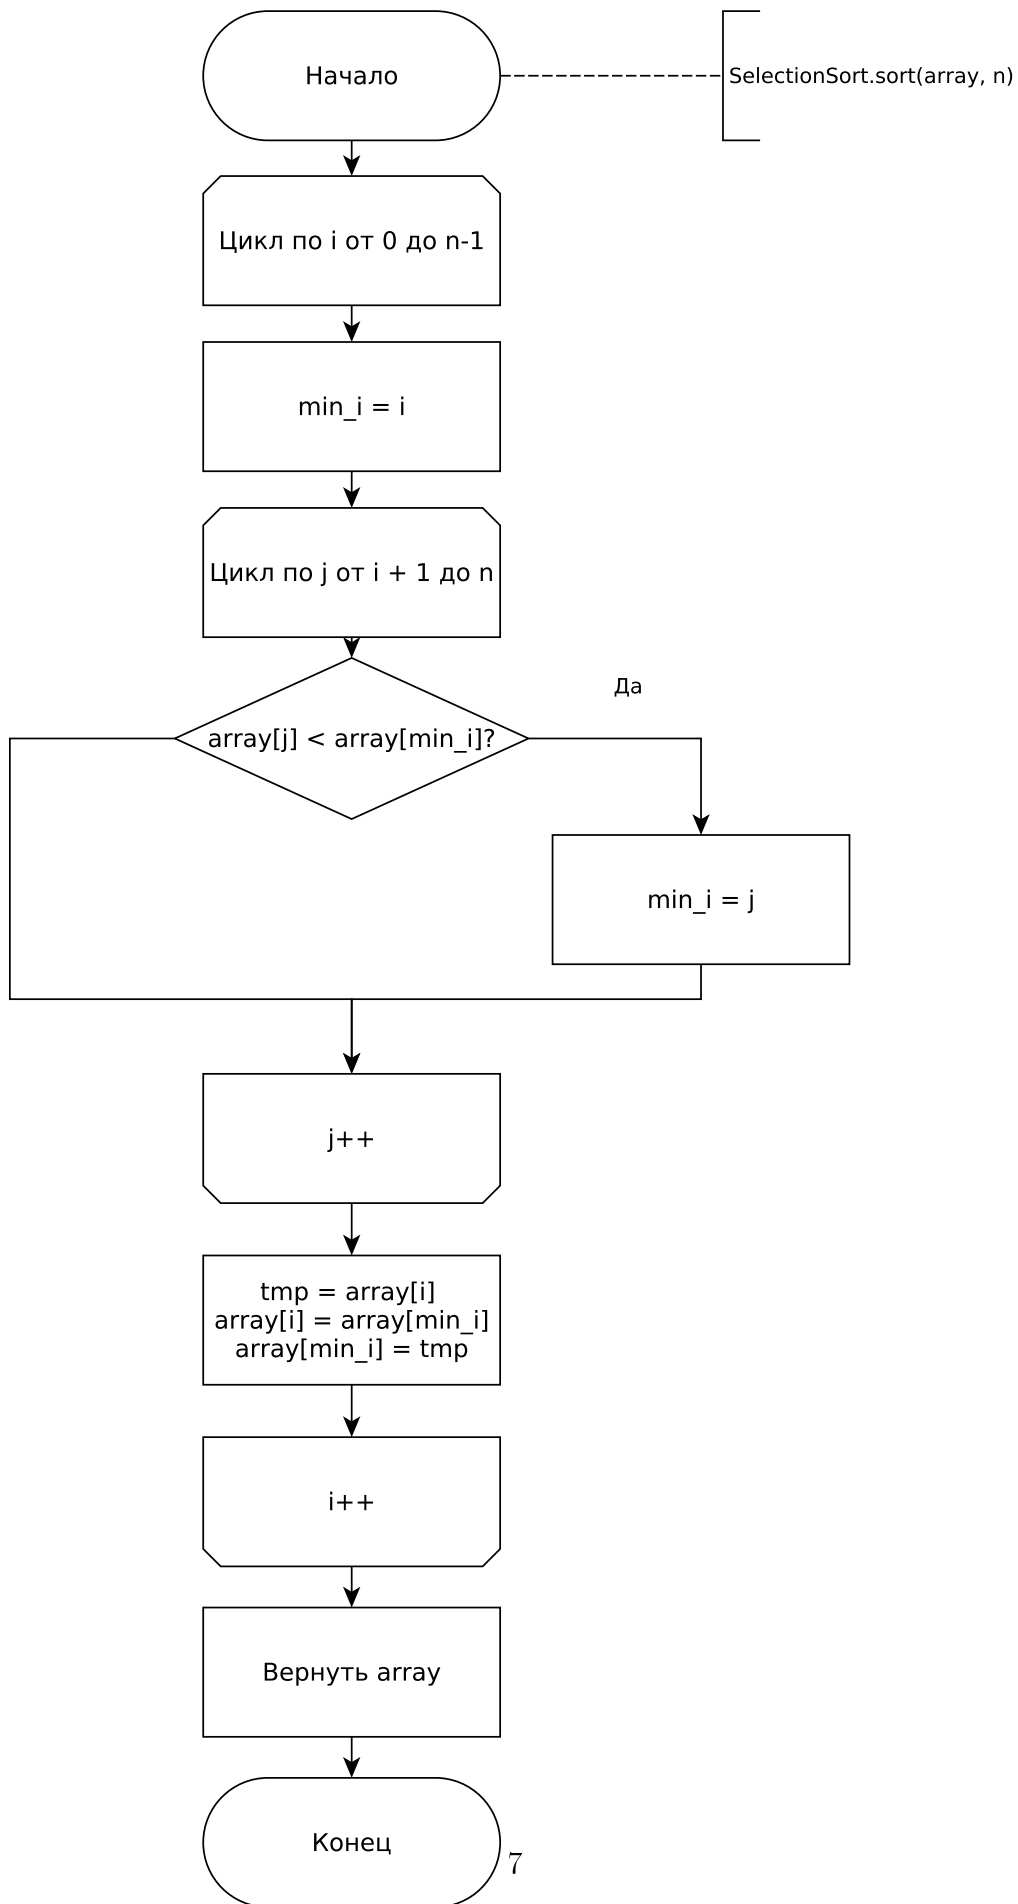 Начало
SelectionSort.sort(array, n)
Цикл по i от 0 до n-1
min_i = i
Цикл по j от i + 1 до n
Да
array[j] < array[min_i]?
min_i = j
j++
tmp = array[i]
array[i] = array[min_i]
array[min_i] = tmp
i++
Вернуть array
Конец
7